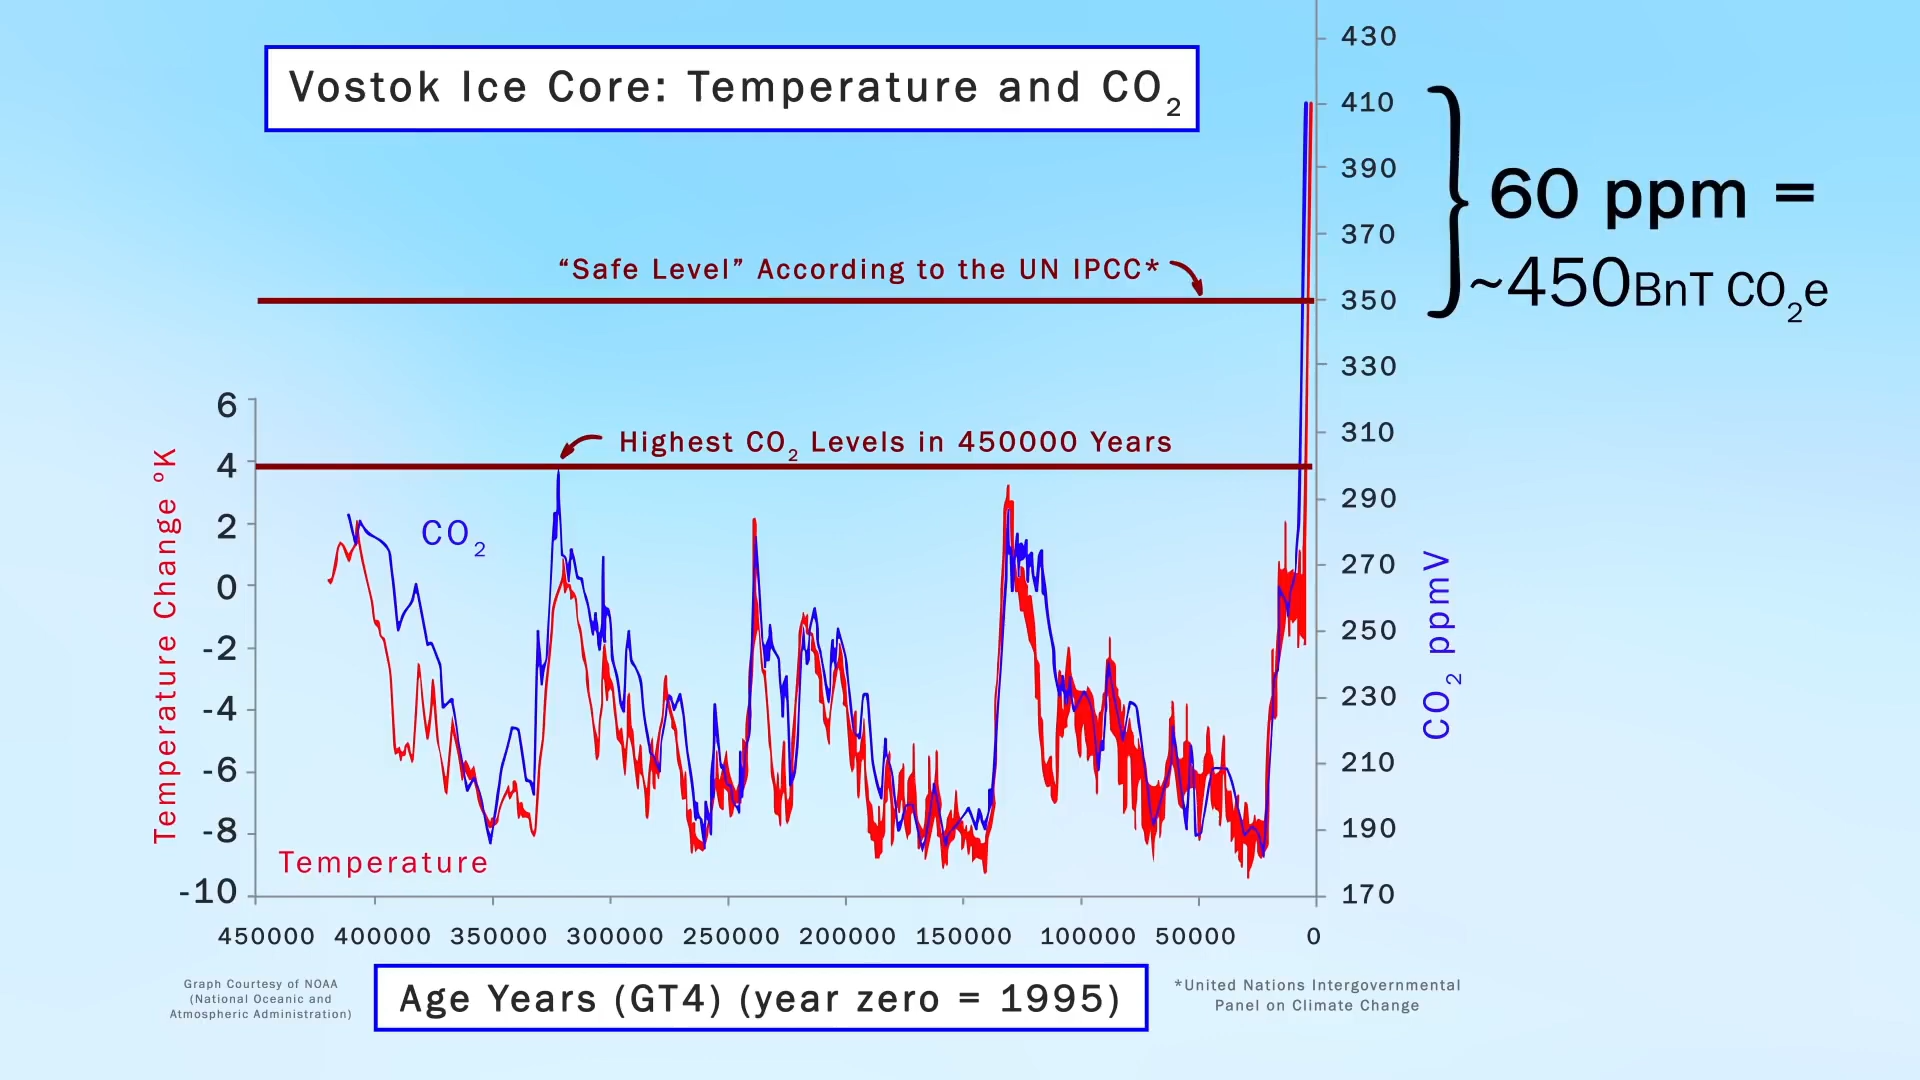 Vostok Ice Core: Temperature and CO₂
430
410
390
370
350
330
310
290
270
250
230
210
190
170
60 ppm =
~450BnT CO₂e
“Safe Level” According to the UN IPCC*
Highest CO₂ Levels in 450000 Years
6
4
2
0
-2
-4
-6
-8
-10
Temperature Change °K
CO₂
Temperature
CO₂ ppmV
450000 400000 350000 300000 250000 200000 150000 100000 50000 0
Graph Courtesy of NOAA
(National Oceanic and
Atmospheric Administration)
Age Years (GT4) (year zero = 1995)
*United Nations Intergovernmental
Panel on Climate Change